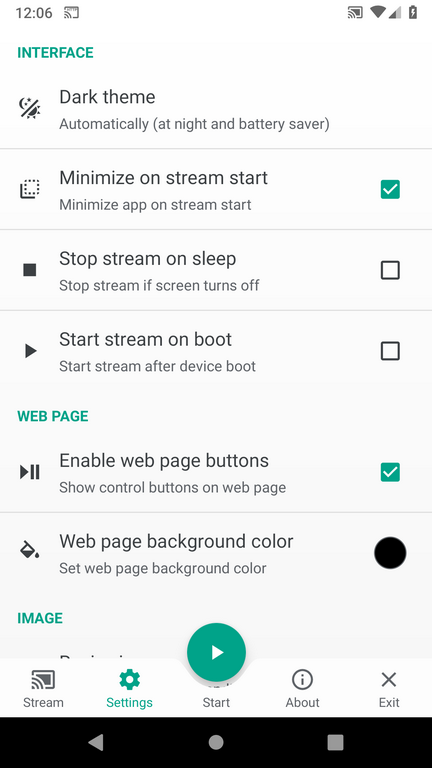 12:06
INTERFACE
Dark theme
Automatically (at night and battery saver)
Minimize on stream start
Minimize app on stream start
Stop stream on sleep
Stop stream if screen turns off
Start stream on boot
Start stream after device boot
WEB PAGE
Enable web page buttons
Show control buttons on web page
Web page background color
Set web page background color
IMAGE
Stream
Settings
Start
About
Exit